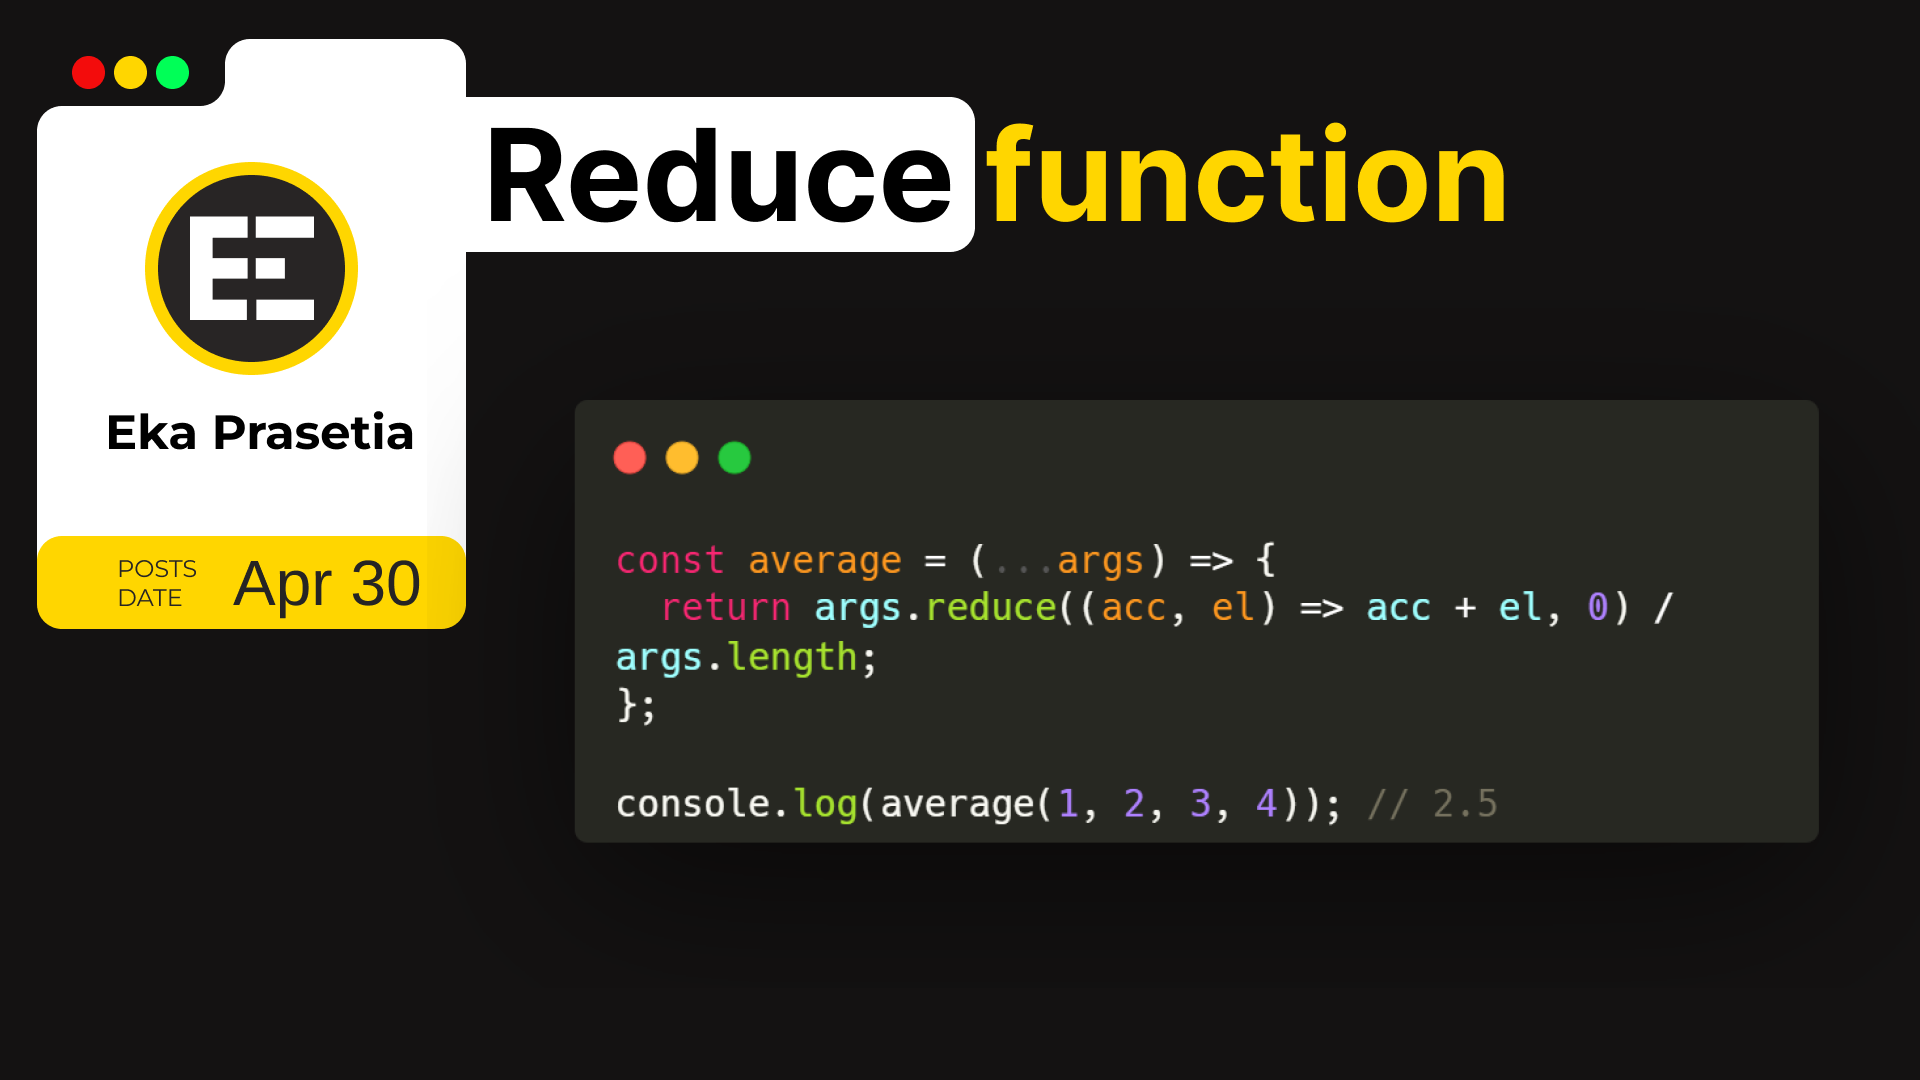 Reduce function
EE
Eka Prasetia
POSTS
DATE
Apr 30
const average = (...args) => {
  return args.reduce((acc, el) => acc + el, 0) /
args.length;
};
console.log(average(1, 2, 3, 4)); // 2.5